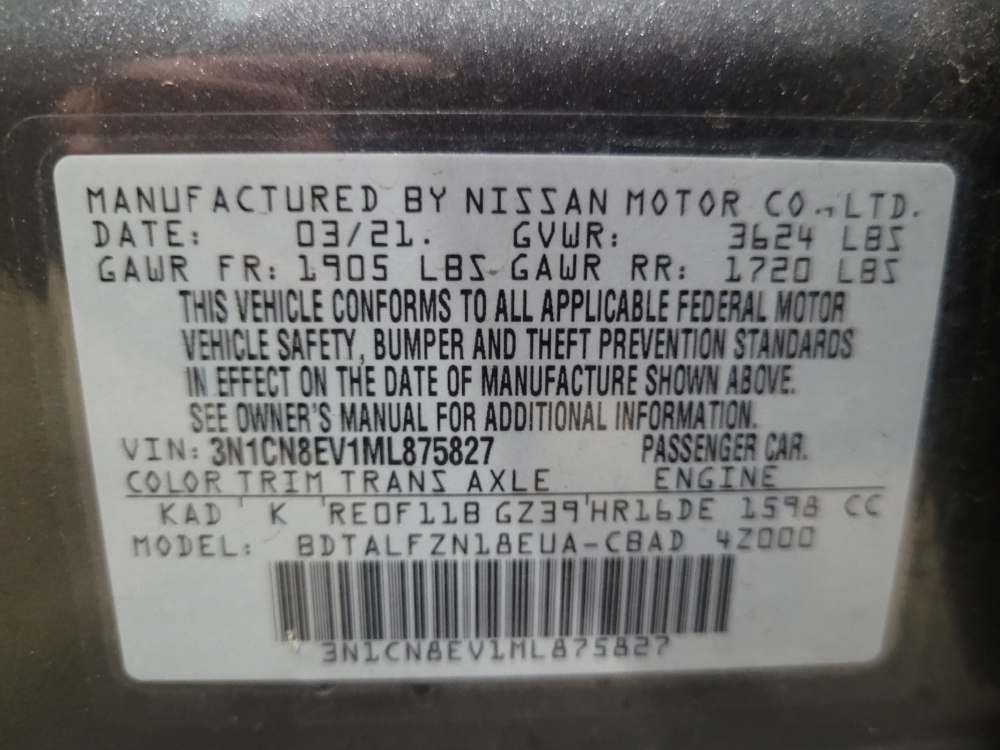 MANUFACTURED BY NISSAN MOTOR CO., LTD.
DATE: 03/21. GVWR: 3624 LBS
GAWR FR: 1905 LBS GAWR RR: 1720 LBS
THIS VEHICLE CONFORMS TO ALL APPLICABLE FEDERAL MOTOR
VEHICLE SAFETY, BUMPER AND THEFT PREVENTION STANDARDS
IN EFFECT ON THE DATE OF MANUFACTURE SHOWN ABOVE.
SEE OWNER'S MANUAL FOR ADDITIONAL INFORMATION.
VIN: 3N1CN8EV1ML875827 PASSENGER CAR.
COLOR TRIM TRANS AXLE ENGINE
KAD K RE0F11B GZ39 HR16DE 1598 CC
MODEL: BDTALFZN18EUA-CBAD 4Z000
3N1CN8EV1ML875827